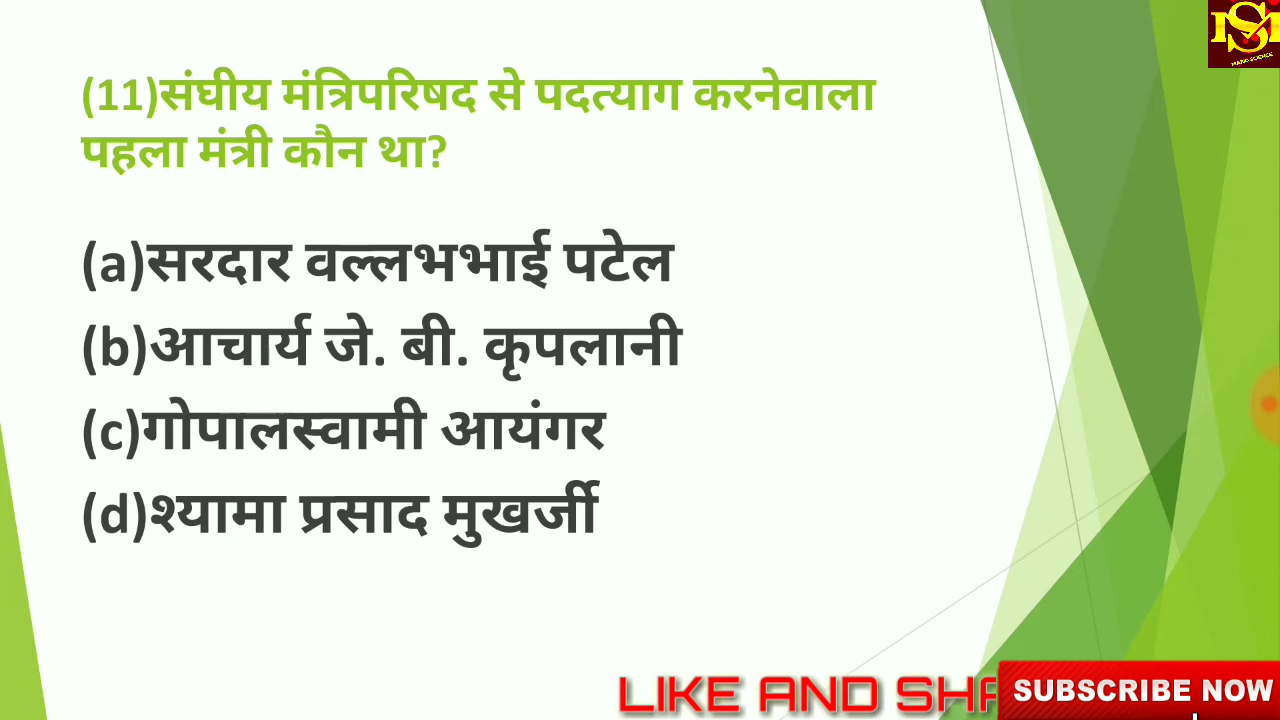 (11)संघीय मंत्रिपरिषद से पदत्याग करनेवाला
पहला मंत्री कौन था?
(a)सरदार वल्लभभाई पटेल
(b)आचार्य जे. बी. कृपलानी
(c)गोपालस्वामी आयंगर
(d)श्यामा प्रसाद मुखर्जी
LIKE AND SHA
SUBSCRIBE NOW